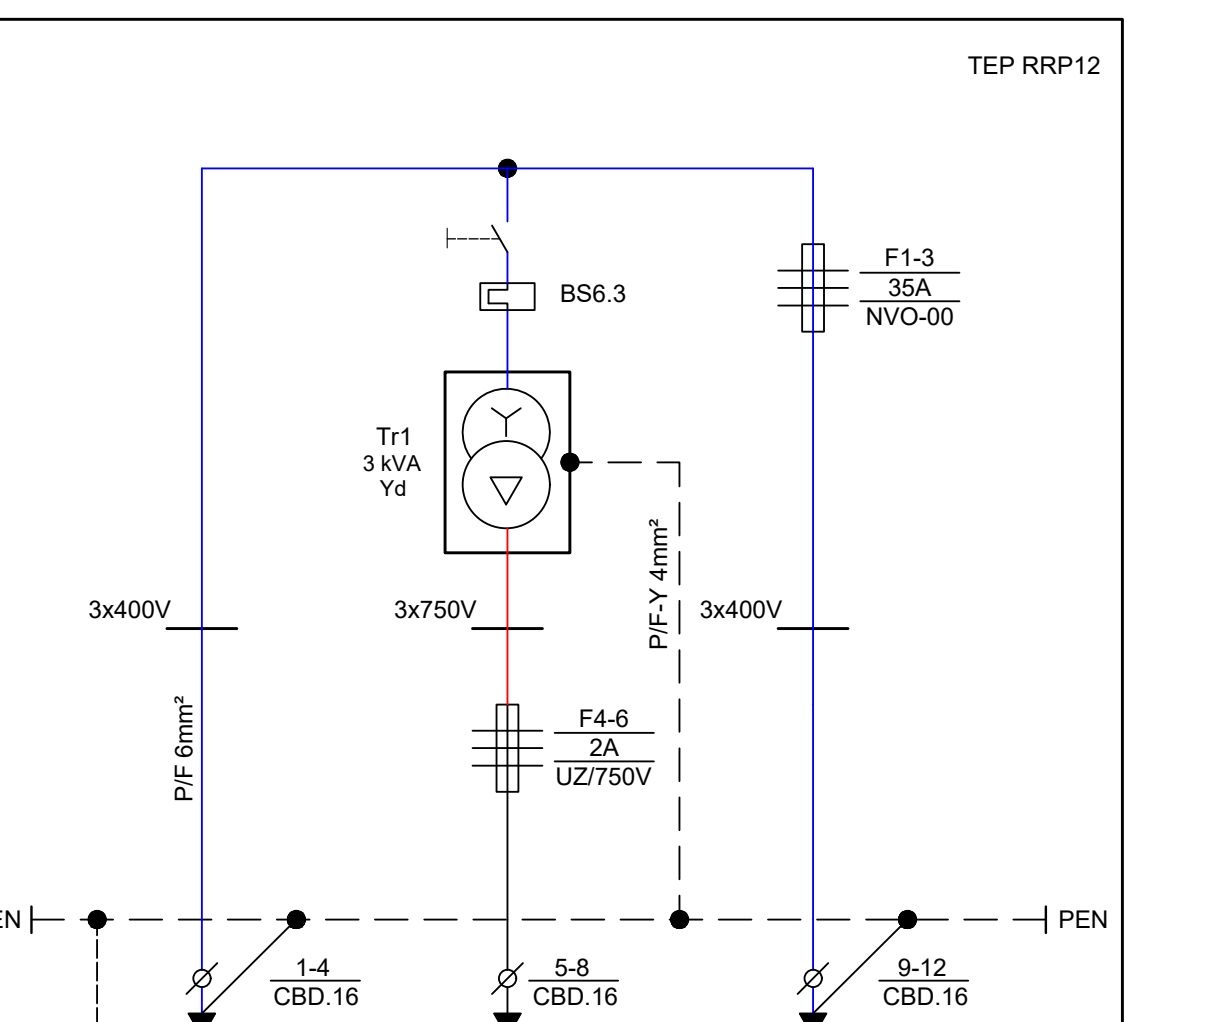 TEP RRP12
F1-3
35A
NVO-00
BS6.3
Tr1
3 kVA
Yd
P/F-Y 4mm²
3x400V
3x750V
3x400V
P/F 6mm²
F4-6
2A
UZ/750V
EN
PEN
1-4
CBD.16
5-8
CBD.16
9-12
CBD.16